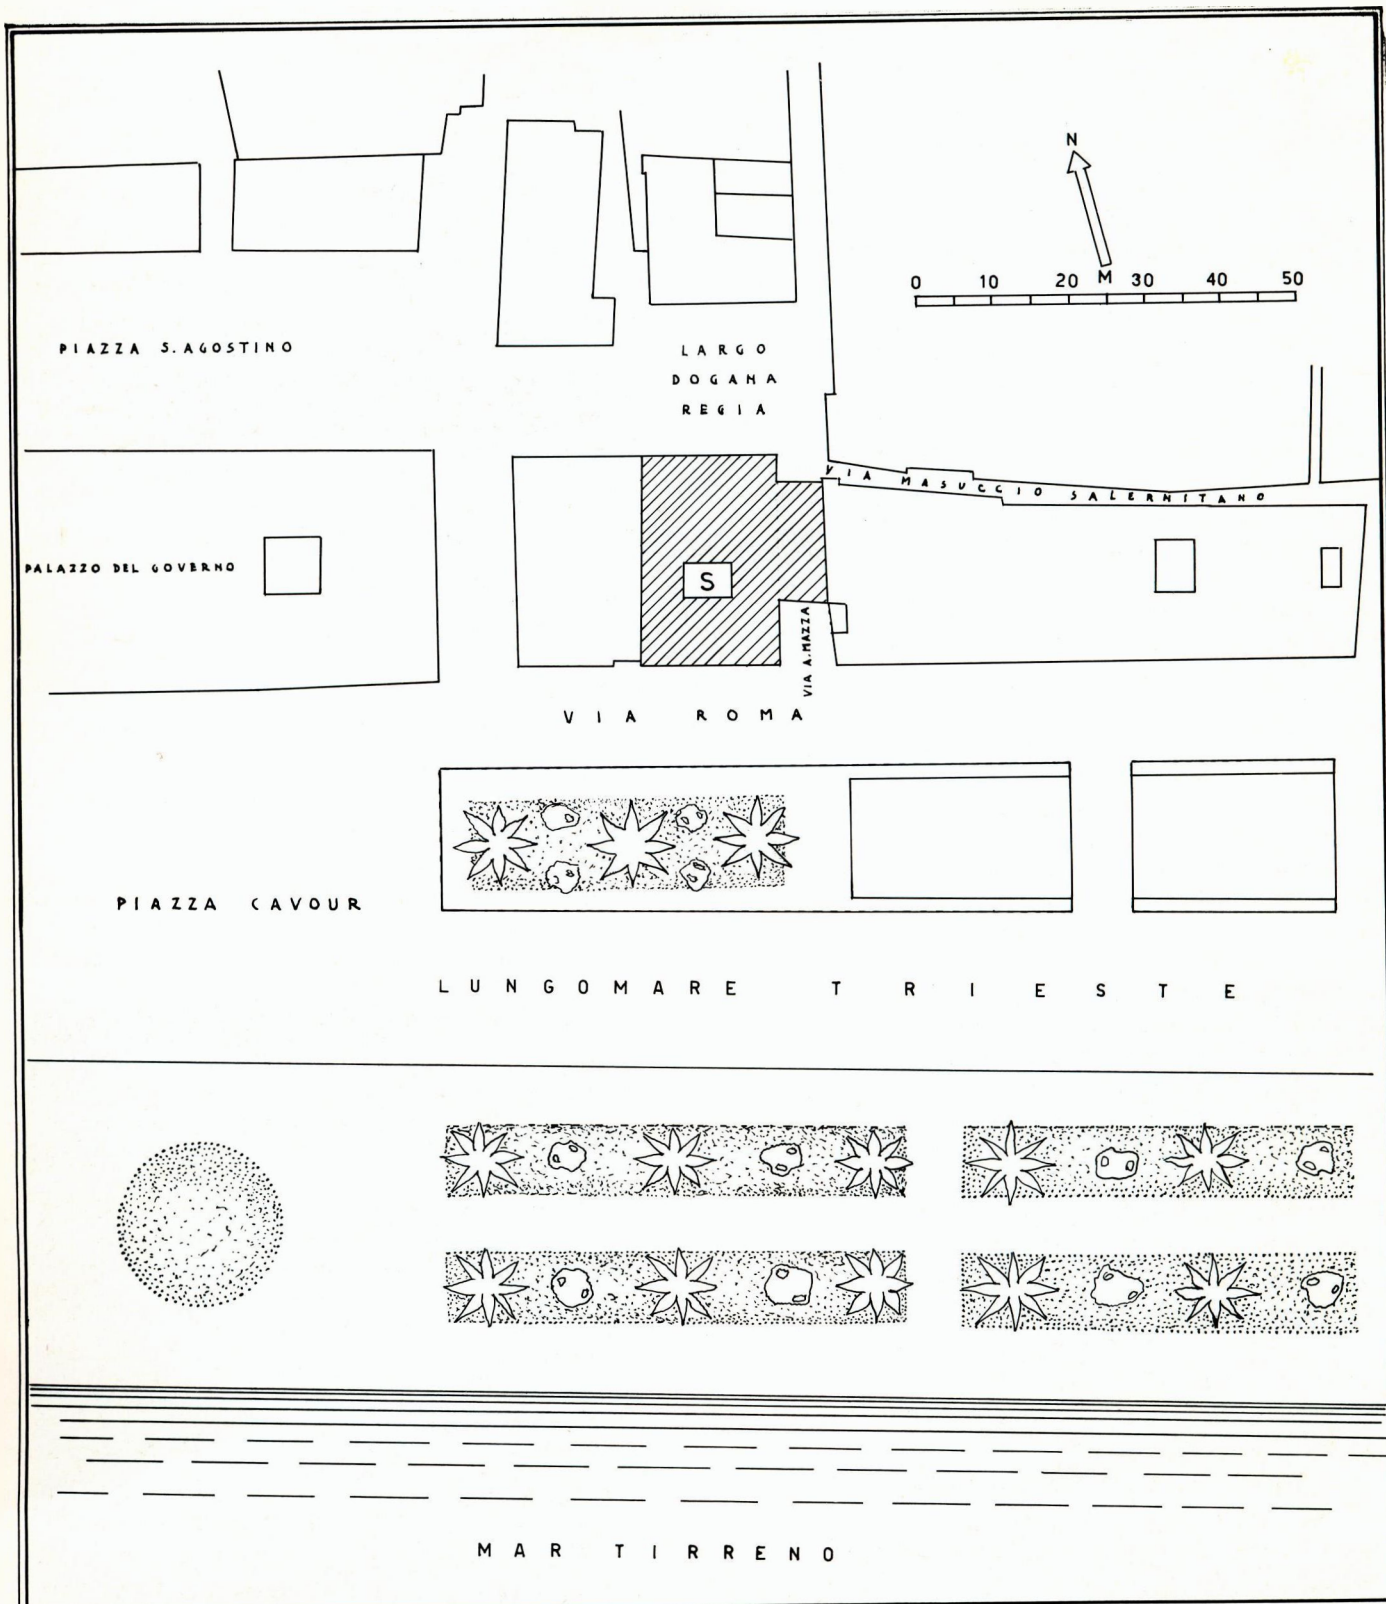 N
M
0 10 20 30 40 50
PIAZZA S. AGOSTINO
LARGO
DOGANA
REGIA
VIA MASUCCIO SALERNITANO
PALAZZO DEL GOVERNO
S
VIA A. MAZZA
VIA ROMA
PIAZZA CAVOUR
LUNGOMARE TRIESTE
MAR TIRRENO